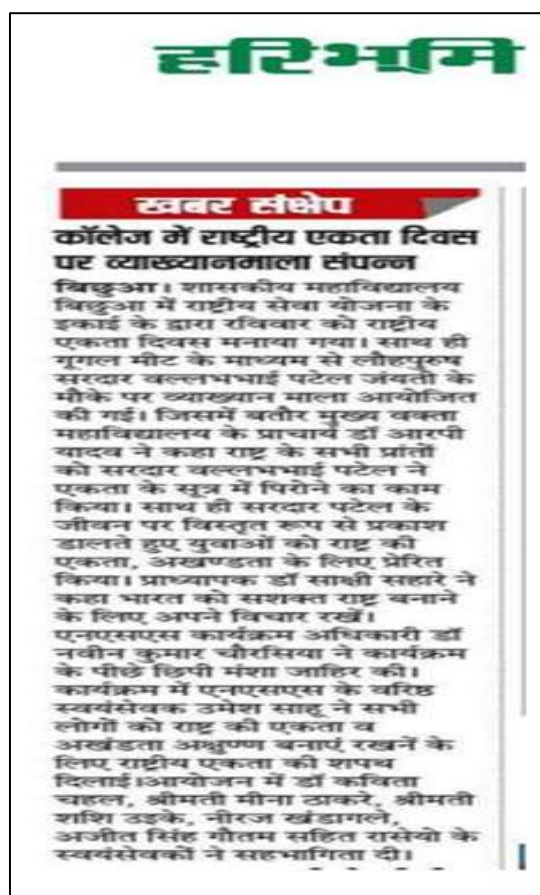 हरिभूमि
खबर संक्षेप
कॉलेज में राष्ट्रीय एकता दिवस
पर व्याख्यानमाला संपन्न
बिछुआ। शासकीय महाविद्यालय
बिछुआ में राष्ट्रीय सेवा योजना के
इकाई के द्वारा रविवार को राष्ट्रीय
एकता दिवस मनाया गया। साथ ही
गूगल मीट के माध्यम से लौहपुरुष
सरदार वल्लभभाई पटेल जंयती के
मौके पर व्याख्यान माला आयोजित
की गई। जिसमें बतौर मुख्य वक्ता
महाविद्यालय के प्राचार्य डॉ आरपी
यादव ने कहा राष्ट्र के सभी प्रांतों
को सरदार वल्लभभाई पटेल ने
एकता के सूत्र में पिरोने का काम
किया। साथ ही सरदार पटेल के
जीवन पर विस्तृत रूप से प्रकाश
डालते हुए युवाओं को राष्ट्र की
एकता, अखण्डता के लिए प्रेरित
किया। प्राध्यापक डॉ साक्षी सहारे ने
कहा भारत को सशक्त राष्ट्र बनाने
के लिए अपने विचार रखें।
एनएसएस कार्यक्रम अधिकारी डॉ
नवीन कुमार चौरसिया ने कार्यक्रम
के पीछे छिपी मंशा जाहिर की।
कार्यक्रम में एनएसएस के वरिष्ठ
स्वयंसेवक उमेश साहू ने सभी
लोगों को राष्ट्र की एकता व
अखंडता अक्षुण्ण बनाएं रखनें के
लिए राष्ट्रीय एकता की शपथ
दिलाई।आयोजन में डॉ कविता
चहल, श्रीमती मीना ठाकरे, श्रीमती
शशि उइके, नीरज खंडागले,
अजीत सिंह गौतम सहित रासेयो के
स्वयंसेवकों ने सहभागिता दी।